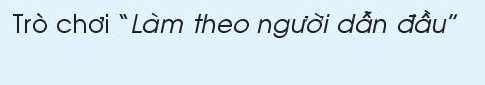 Trò chơi “Làm theo người dẫn đầu”